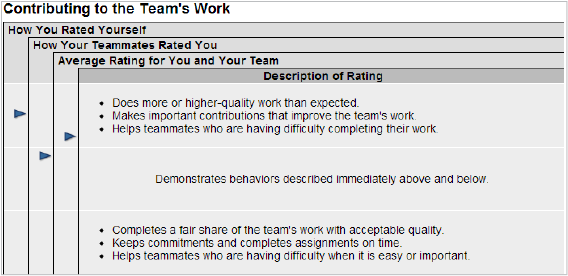 Contributing to the Team's Work
How You Rated Yourself
How Your Teammates Rated You
Average Rating for You and Your Team
Description of Rating
• Does more or higher-quality work than expected.
• Makes important contributions that improve the team's work.
• Helps teammates who are having difficulty completing their work.
Demonstrates behaviors described immediately above and below.
• Completes a fair share of the team's work with acceptable quality.
• Keeps commitments and completes assignments on time.
• Helps teammates who are having difficulty when it is easy or important.